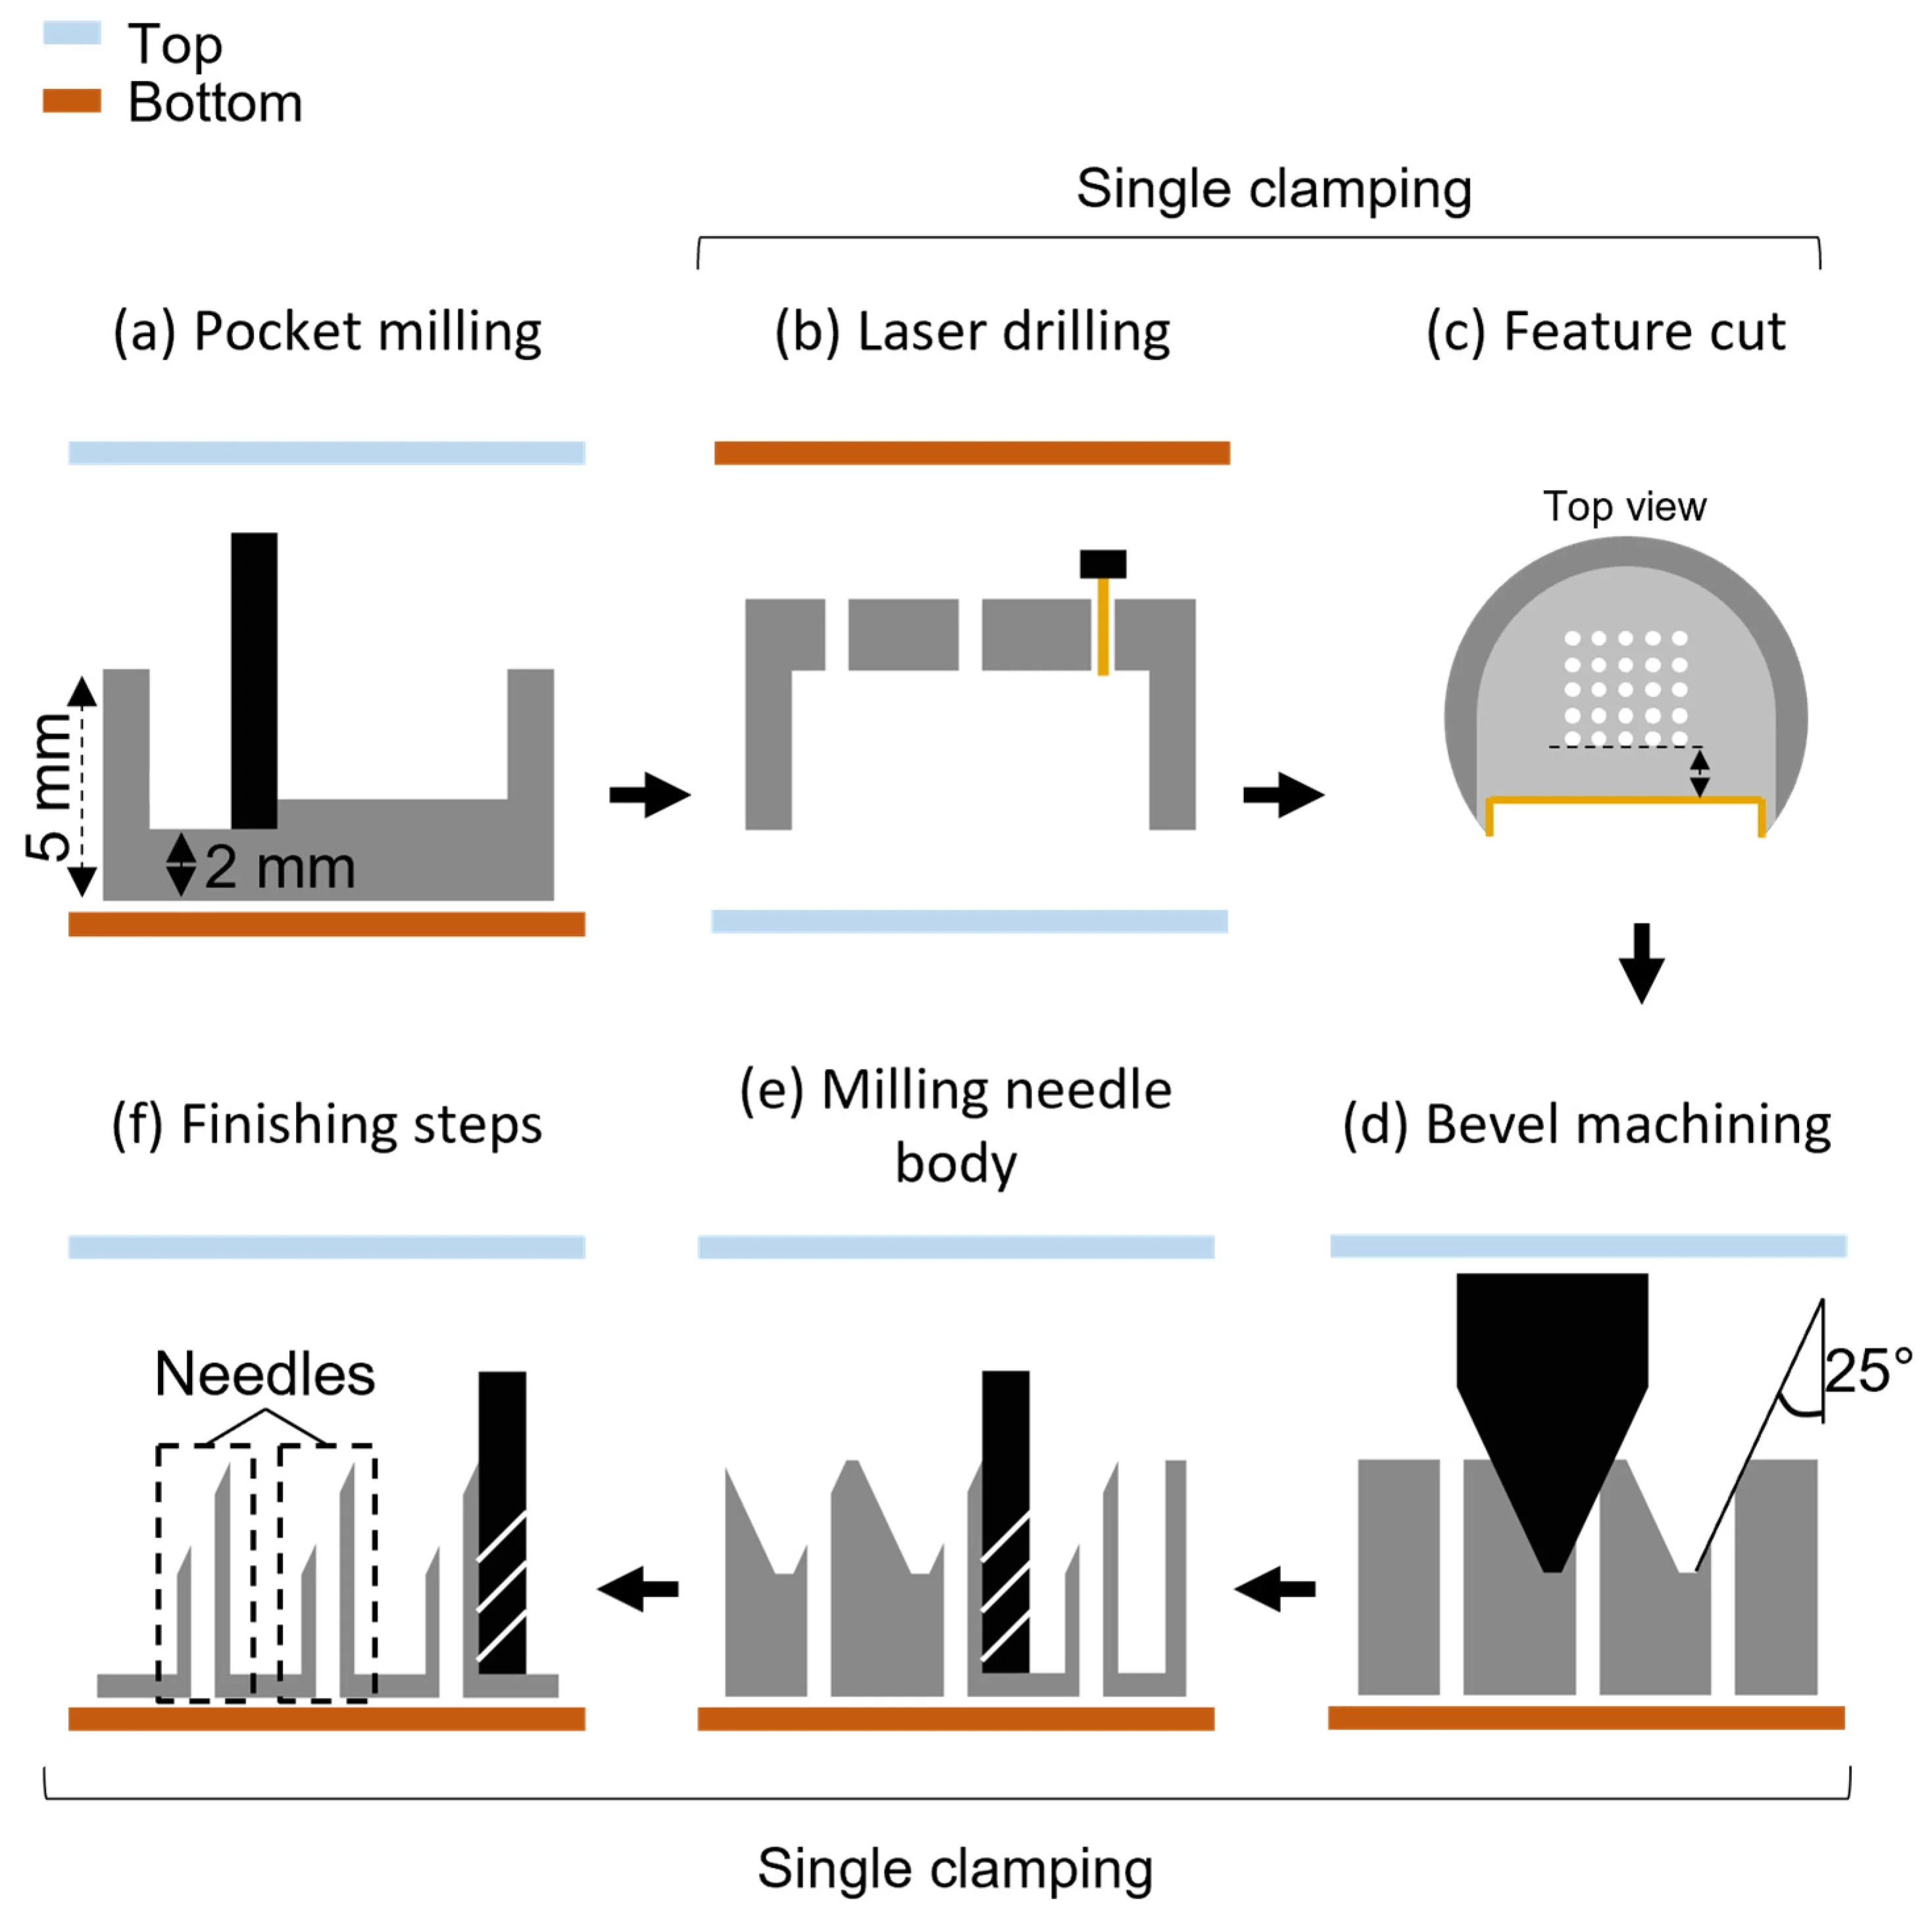 Top
Bottom
Single clamping
(a) Pocket milling
(b) Laser drilling
(c) Feature cut
Top view
5 mm
2 mm
(f) Finishing steps
(e) Milling needle
body
(d) Bevel machining
Needles
25°
Single clamping